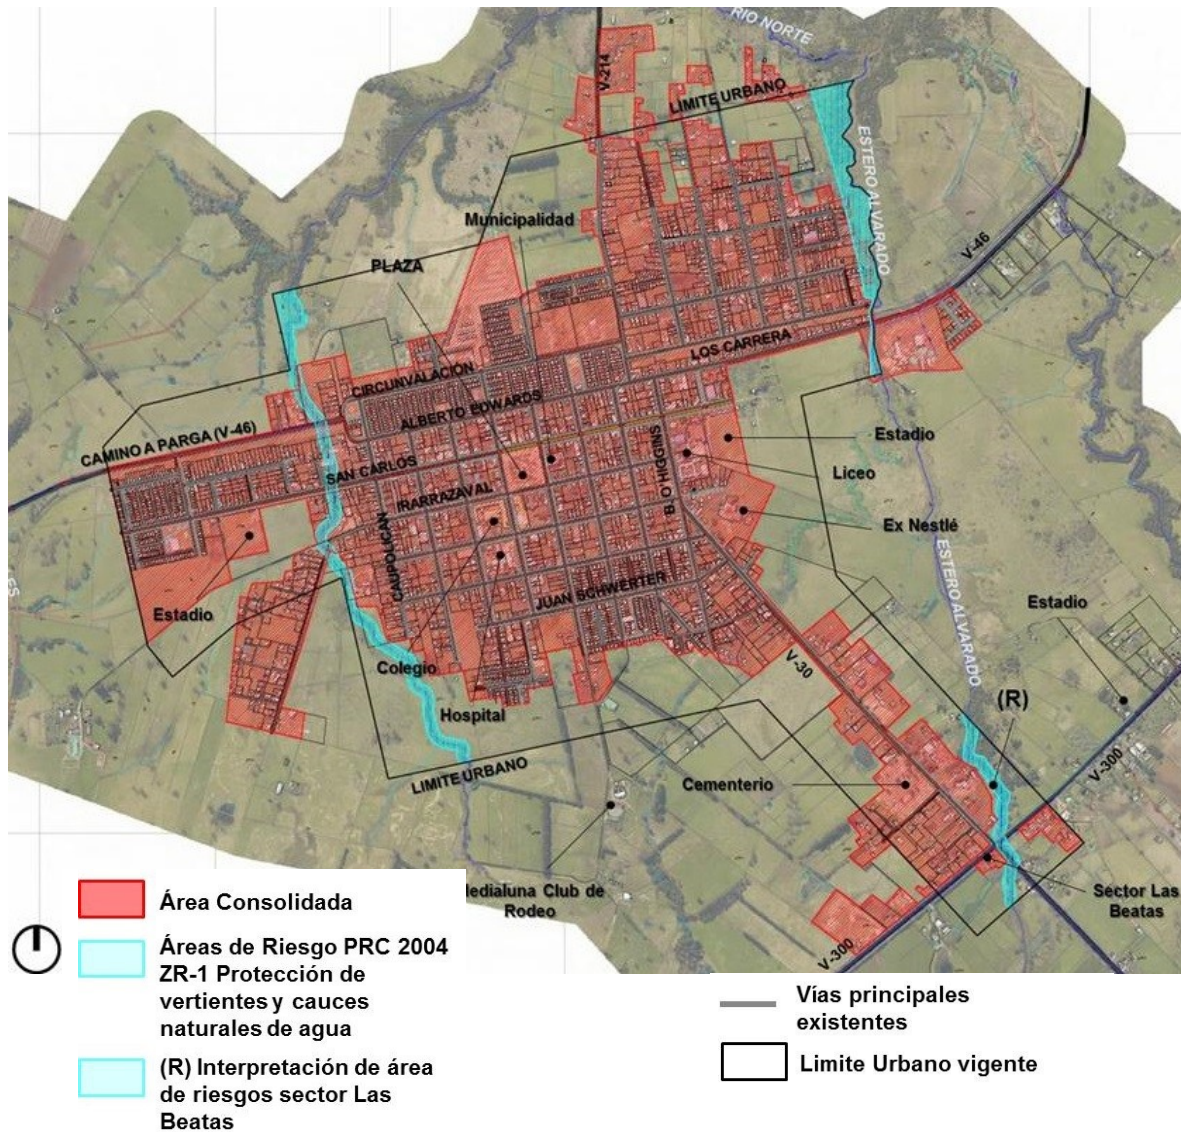 RIO NORTE
V-214
LIMITE URBANO
ESTERO ALVARADO
Municipalidad
V-46
PLAZA
LOS CARRERA
CIRCUNVALACIÓN
ALBERTO EDWARDS
CAMINO A PARGA (V-46)
SAN CARLOS
IRARRAZAVAL
B. O´HIGGINS
Estadio
Liceo
Ex Nestlé
CAUPOLICAN
JUAN SCHWERTER
ESTERO ALVARADO
ES
Estadio
Estadio
Colegio
V-30
(R)
Hospital
LIMITE URBANO
Cementerio
V-300
edialuna Club de
Rodeo
Sector Las
Beatas
V-300
Área Consolidada
Áreas de Riesgo PRC 2004
ZR-1 Protección de
vertientes y cauces
naturales de agua
(R) Interpretación de área
de riesgos sector Las
Beatas
Vías principales
existentes
Limite Urbano vigente